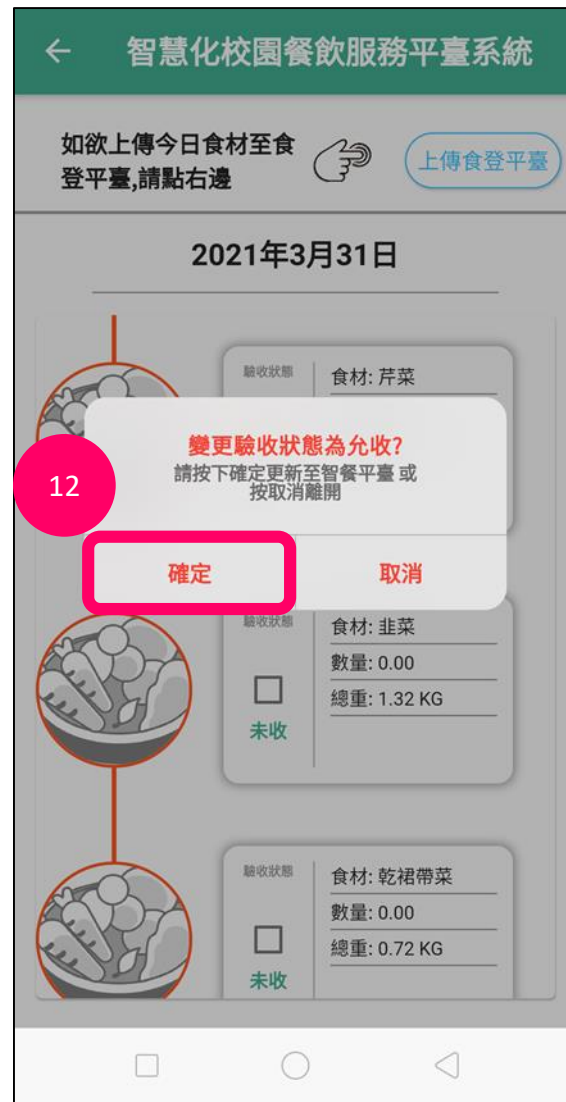 智慧化校園餐飲服務平臺系統
如欲上傳今日食材至食
登平臺,請點右邊
上傳食登平臺
2021年3月31日
驗收狀態
食材: 芹菜
變更驗收狀態為允收?
請按下確定更新至智餐平臺 或
按取消離開
12
確定
取消
驗收狀態
食材: 韭菜
數量: 0.00
總重: 1.32 KG
未收
驗收狀態
食材: 乾裙帶菜
數量: 0.00
總重: 0.72 KG
未收